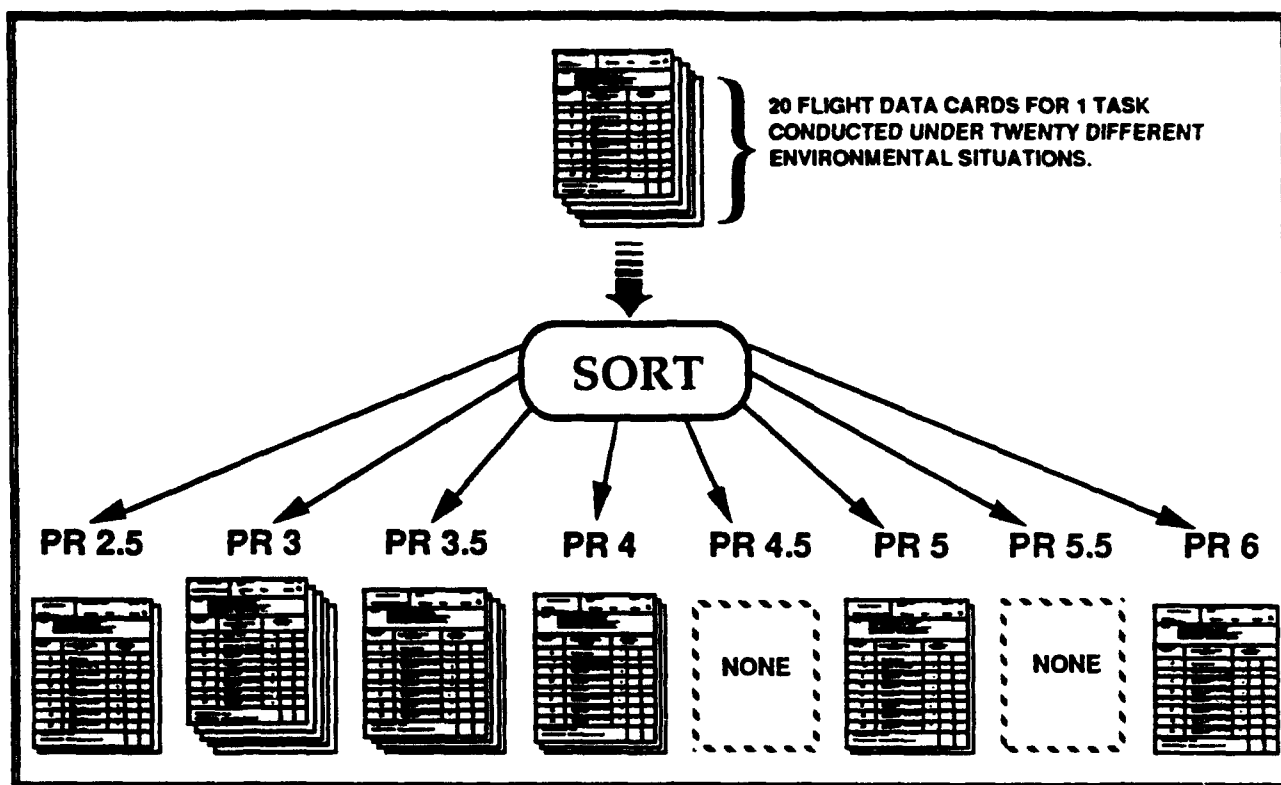 20 FLIGHT DATA CARDS FOR 1 TASK
CONDUCTED UNDER TWENTY DIFFERENT
ENVIRONMENTAL SITUATIONS.
SORT
PR 2.5
PR 3
PR 3.5
PR 4
PR 4.5
PR 5
PR 5.5
PR 6
NONE
NONE